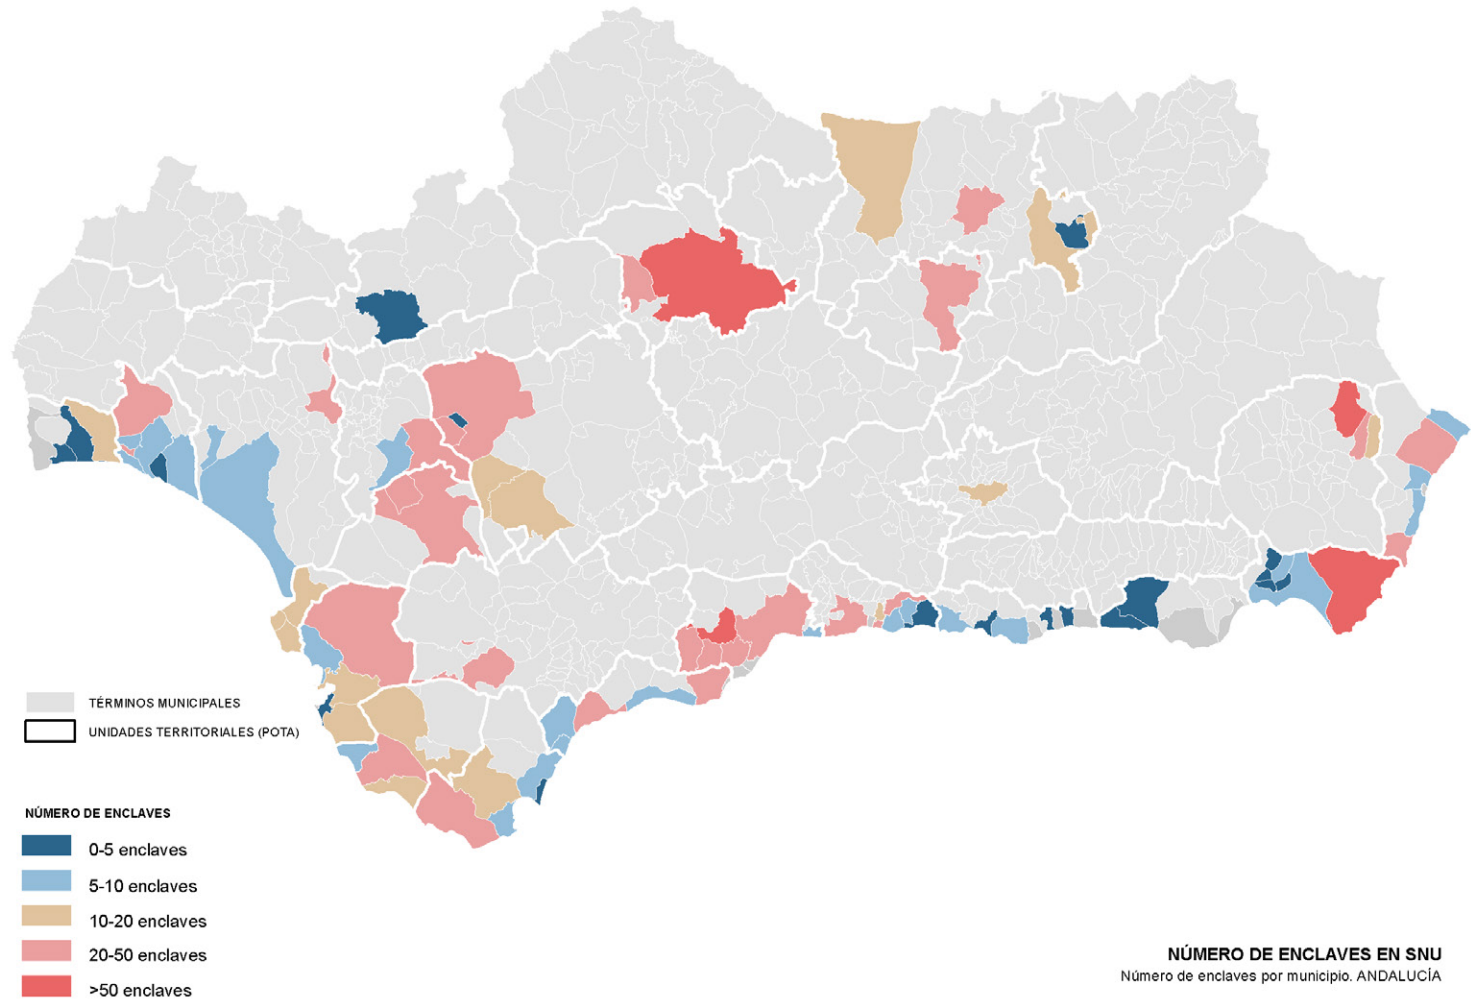 TÉRMINOS MUNICIPALES
UNIDADES TERRITORIALES (POTA)
NÚMERO DE ENCLAVES
0-5 enclaves
5-10 enclaves
10-20 enclaves
20-50 enclaves
>50 enclaves
NÚMERO DE ENCLAVES EN SNU
Número de enclaves por municipio. ANDALUCÍA